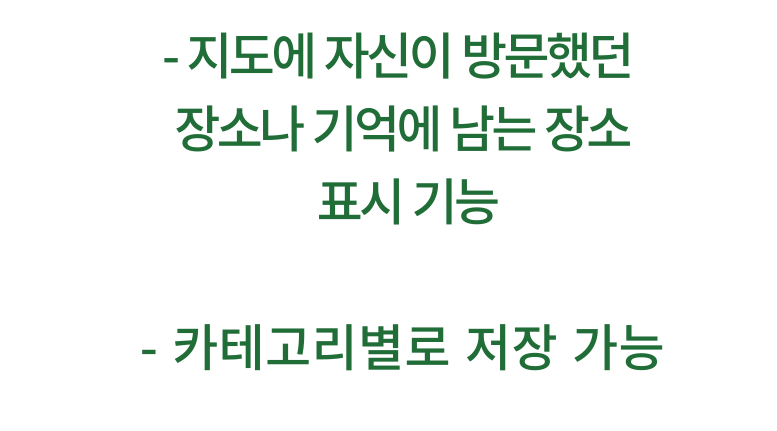 - 지도에 자신이 방문했던
장소나 기억에 남는 장소
표시 기능
- 카테고리별로 저장 가능